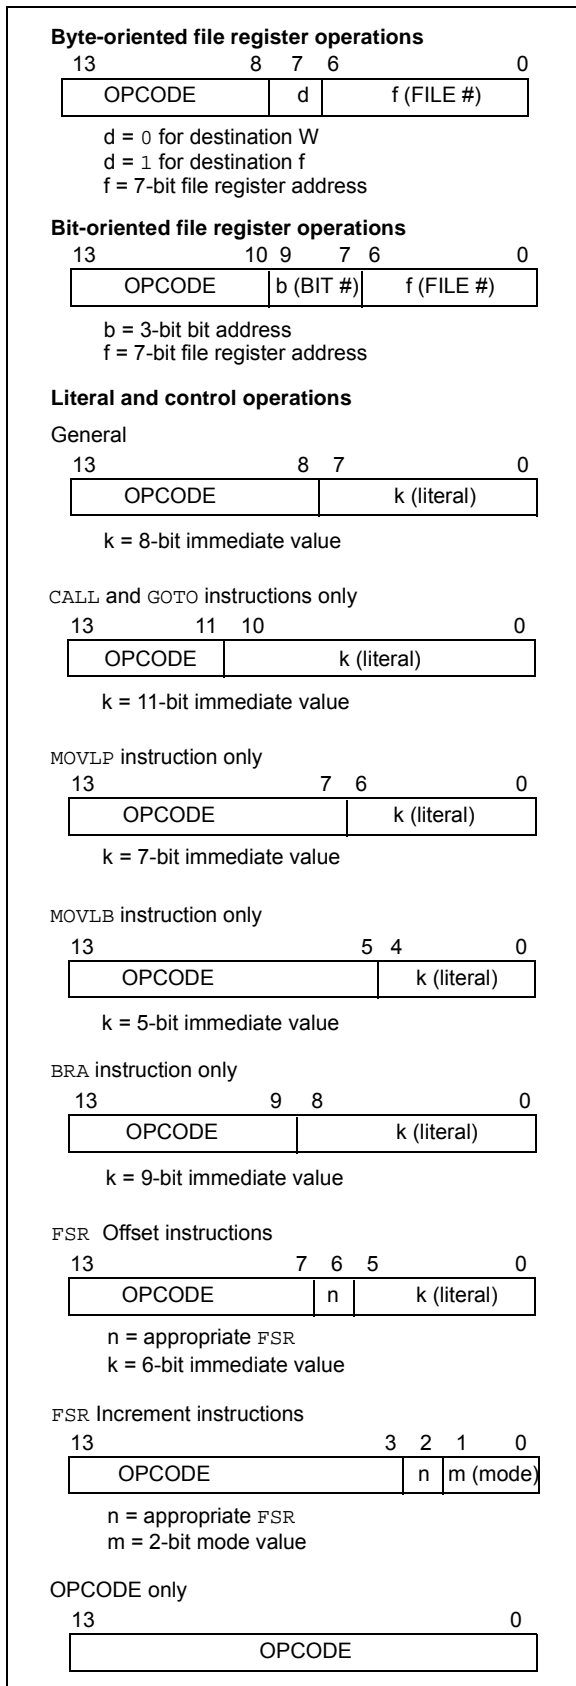 Byte-oriented file register operations
13 8 7 6 0
OPCODE d f (FILE #)
d = 0 for destination W
d = 1 for destination f
f = 7-bit file register address
Bit-oriented file register operations
13 10 9 7 6 0
OPCODE b (BIT #) f (FILE #)
b = 3-bit bit address
f = 7-bit file register address
Literal and control operations
General
13 8 7 0
OPCODE k (literal)
k = 8-bit immediate value
CALL and GOTO instructions only
13 11 10 0
OPCODE k (literal)
k = 11-bit immediate value
MOVLP instruction only
13 7 6 0
OPCODE k (literal)
k = 7-bit immediate value
MOVLB instruction only
13 5 4 0
OPCODE k (literal)
k = 5-bit immediate value
BRA instruction only
13 9 8 0
OPCODE k (literal)
k = 9-bit immediate value
FSR Offset instructions
13 7 6 5 0
OPCODE n k (literal)
n = appropriate FSR
k = 6-bit immediate value
FSR Increment instructions
13 3 2 1 0
OPCODE n m (mode)
n = appropriate FSR
m = 2-bit mode value
OPCODE only
13 0
OPCODE